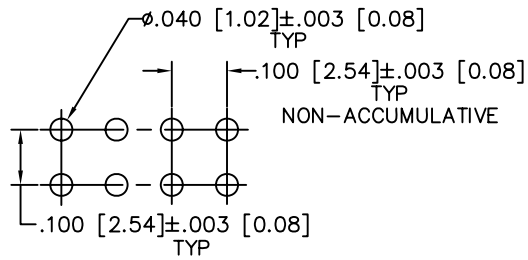 ø.040 [1.02]±.003 [0.08]
TYP
.100 [2.54]±.003 [0.08]
TYP
NON-ACCUMULATIVE
.100 [2.54]±.003 [0.08]
TYP